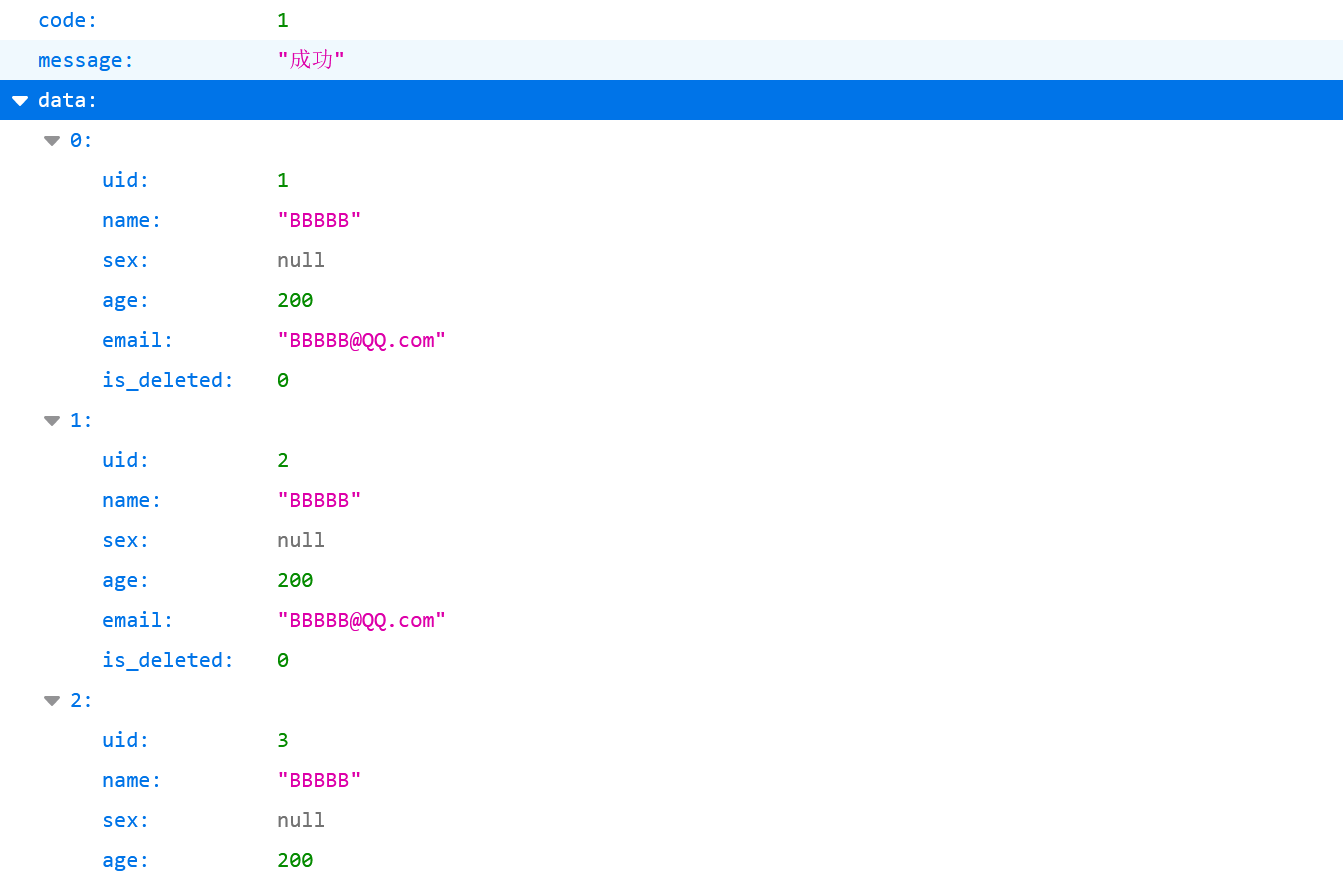 code: 1
message: "成功"
data:
0:
uid: 1
name: "BBBBB"
sex: null
age: 200
email: "BBBBB@QQ.com"
is_deleted: 0
1:
uid: 2
name: "BBBBB"
sex: null
age: 200
email: "BBBBB@QQ.com"
is_deleted: 0
2:
uid: 3
name: "BBBBB"
sex: null
age: 200